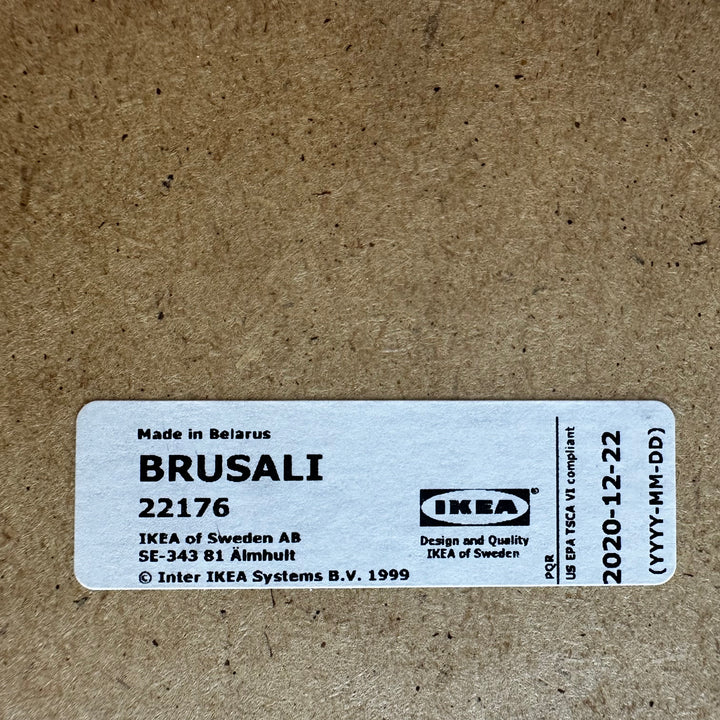 Made in Belarus
BRUSALI
22176
IKEA of Sweden AB
SE-343 81 Älmhult
© Inter IKEA Systems B.V. 1999
IKEA®
Design and Quality
IKEA of Sweden
PQR
US EPA TSCA VI compliant
2020-12-22
(YYYY-MM-DD)